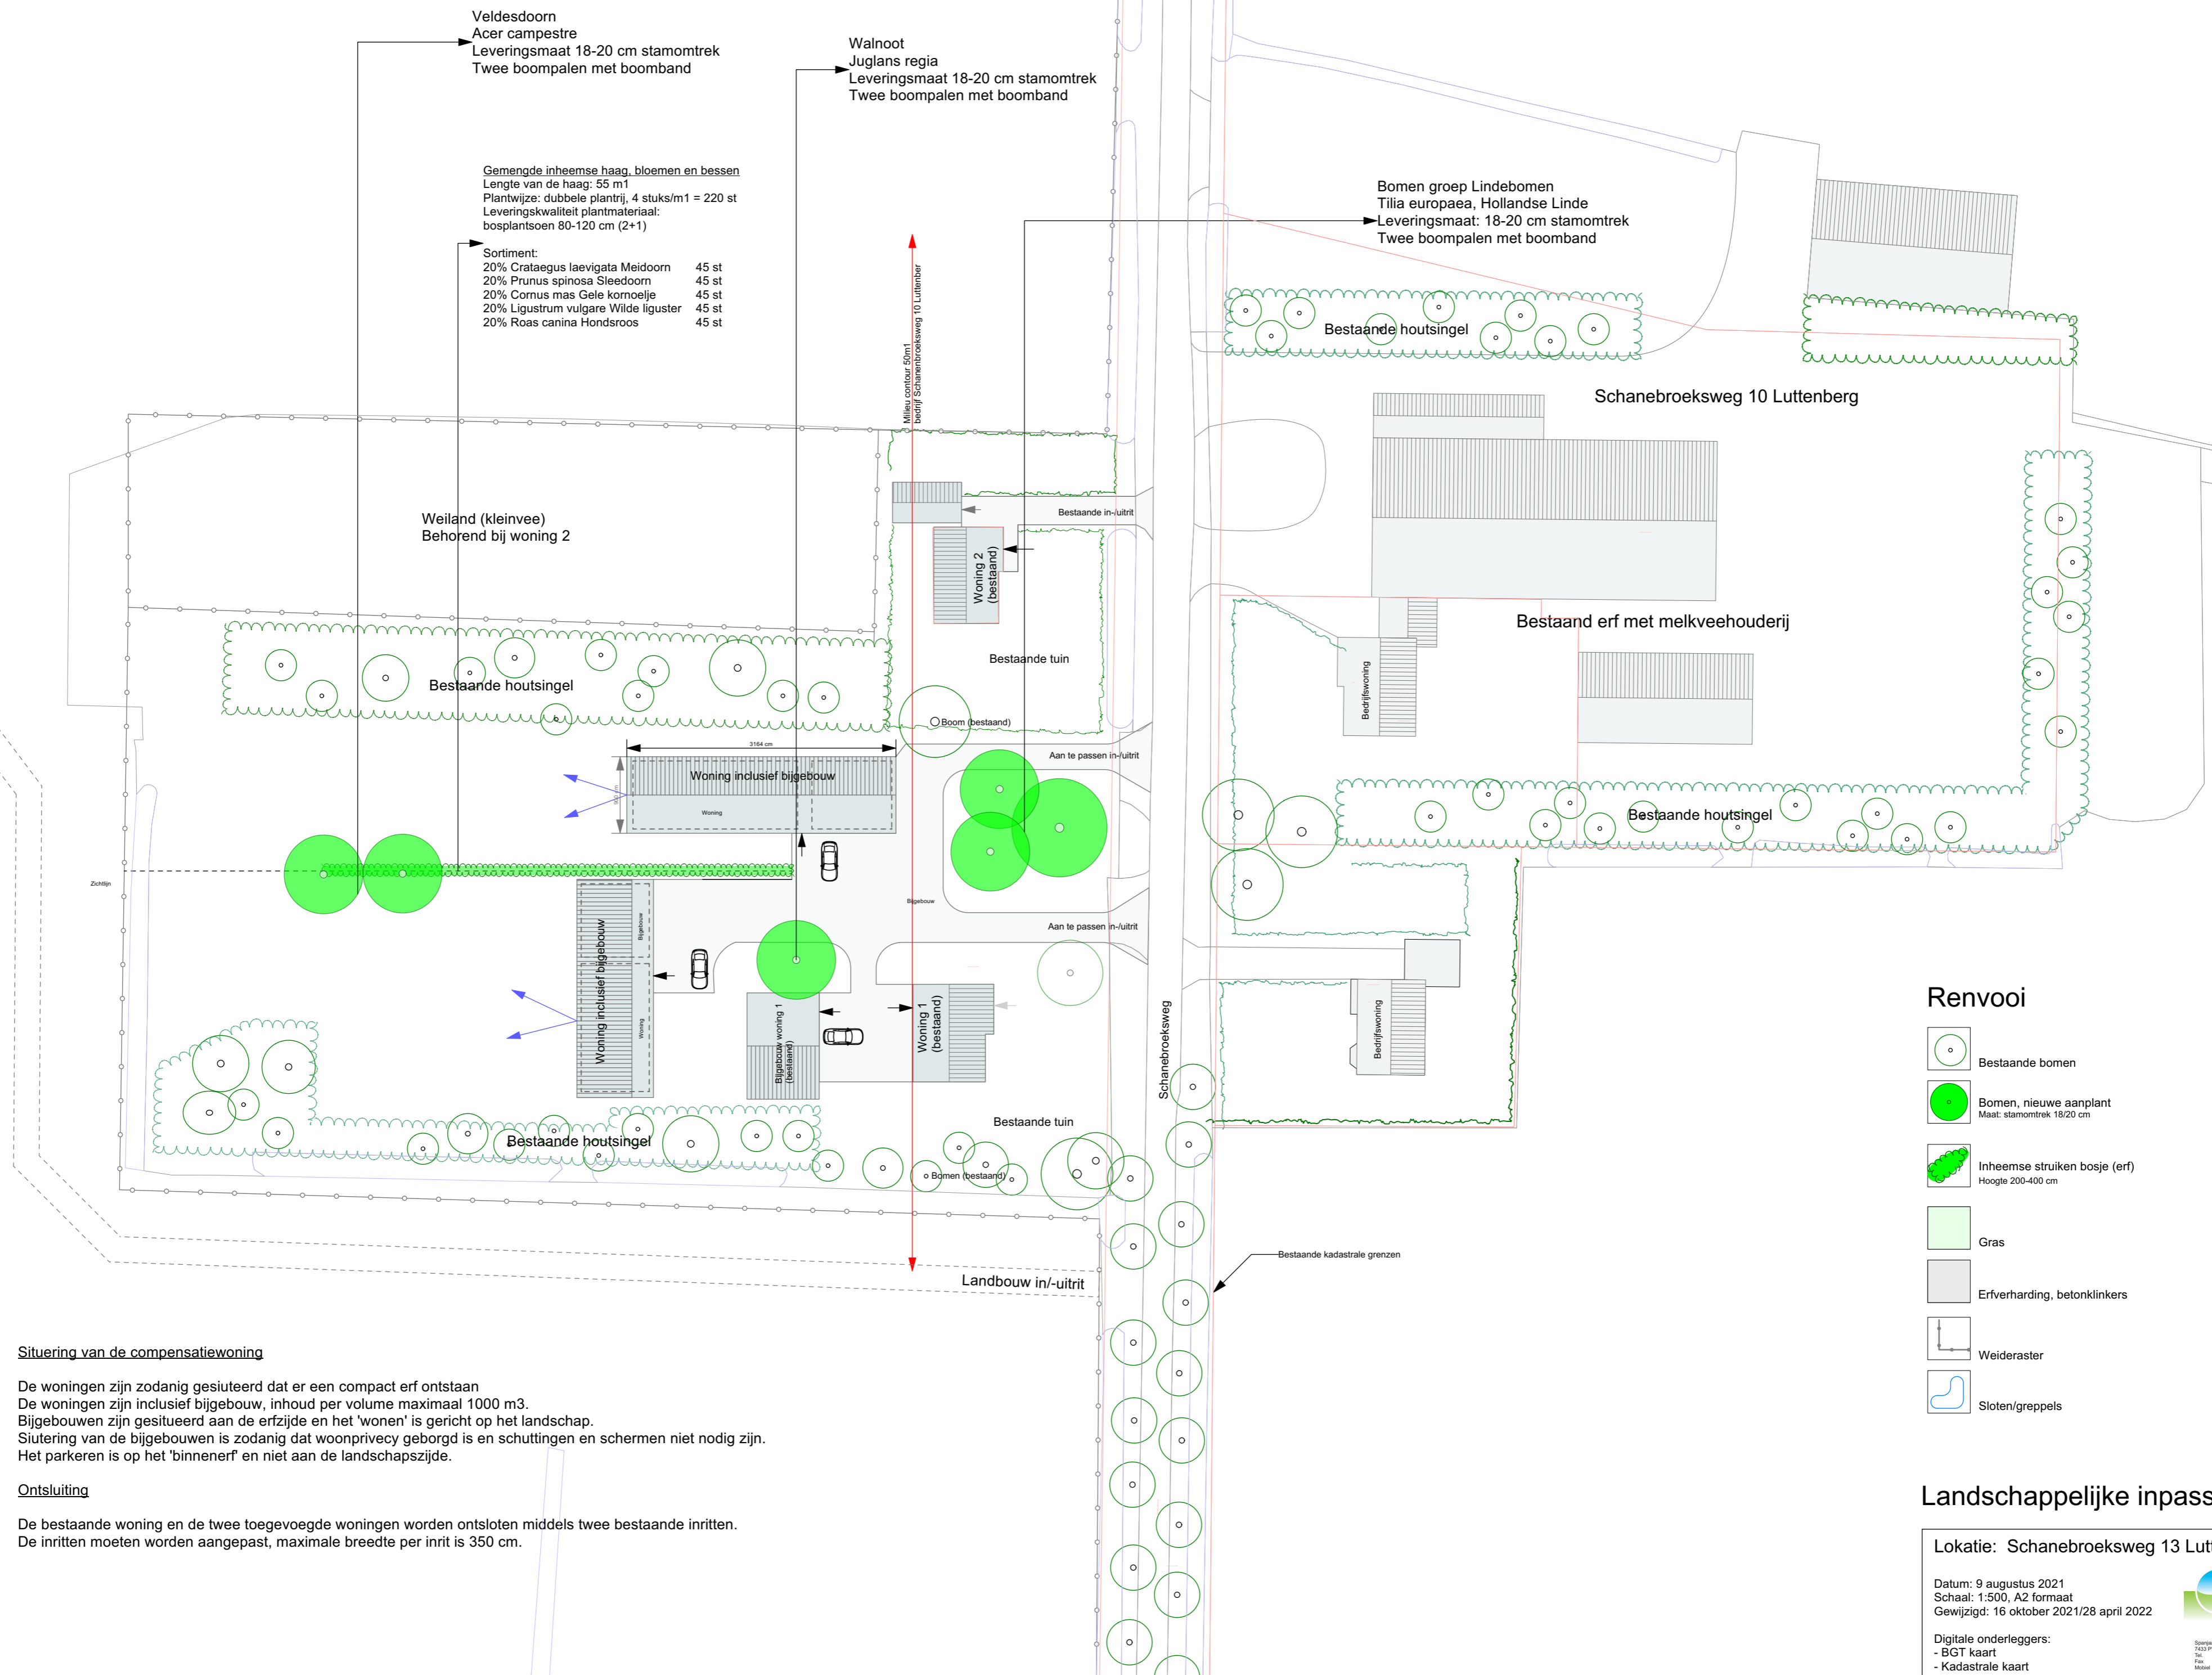 Veldesdoorn
Acer campestre
Leveringsmaat 18-20 cm stamomtrek
Twee boompalen met boomband
Walnoot
Juglans regia
Leveringsmaat 18-20 cm stamomtrek
Twee boompalen met boomband
Gemengde inheemse haag, bloemen en bessen
Lengte van de haag: 55 m1
Plantwijze: dubbele plantrij, 4 stuks/m1 = 220 st
Leveringskwaliteit plantmateriaal:
bosplantsoen 80-120 cm (2+1)
Sortiment:
20% Crataegus laevigata Meidoorn 45 st
20% Prunus spinosa Sleedoorn 45 st
20% Cornus mas Gele kornoelje 45 st
20% Ligustrum vulgare Wilde liguster 45 st
20% Roas canina Hondsroos 45 st
Bomen groep Lindebomen
Tilia europaea, Hollandse Linde
Leveringsmaat: 18-20 cm stamomtrek
Twee boompalen met boomband
Milieu contour 50m1
bedrijf Schanenbroeksweg 10 Luttenber
Bestaande houtsingel
Schanebroeksweg 10 Luttenberg
Weiland (kleinvee)
Behorend bij woning 2
Bestaande in-/uitrit
Woning 2
(bestaand)
Bestaand erf met melkveehouderij
Bestaande tuin
Bestaande houtsingel
Bedrijfswoning
Boom (bestaand)
3164 cm
Aan te passen in-/uitrit
Woning inclusief bijgebouw
Woning
Bestaande houtsingel
Zichtlijn
Bijgebouw
Aan te passen in-/uitrit
Woning inclusief bijgebouw
Bijgebouw
Woning
Bijgebouw woning 1
(bestaand)
Woning 1
(bestaand)
Schanebroeksweg
Bedrijfswoning
Bestaande tuin
Bestaande houtsingel
Bomen (bestaand)
Bestaande kadastrale grenzen
Landbouw in/-uitrit
Renvooi
Bestaande bomen
Bomen, nieuwe aanplant
Maat: stamomtrek 18/20 cm
Inheemse struiken bosje (erf)
Hoogte 200-400 cm
Gras
Erfverharding, betonklinkers
Weideraster
Sloten/greppels
Situering van de compensatiewoning
De woningen zijn zodanig gesiuteerd dat er een compact erf ontstaan
De woningen zijn inclusief bijgebouw, inhoud per volume maximaal 1000 m3.
Bijgebouwen zijn gesitueerd aan de erfzijde en het 'wonen' is gericht op het landschap.
Siutering van de bijgebouwen is zodanig dat woonprivecy geborgd is en schuttingen en schermen niet nodig zijn.
Het parkeren is op het 'binnenerf' en niet aan de landschapszijde.
Ontsluiting
De bestaande woning en de twee toegevoegde woningen worden ontsloten middels twee bestaande inritten.
De inritten moeten worden aangepast, maximale breedte per inrit is 350 cm.
Landschappelijke inpass
Lokatie: Schanebroeksweg 13 Lutt
Datum: 9 augustus 2021
Schaal: 1:500, A2 formaat
Gewijzigd: 16 oktober 2021/28 april 2022
Digitale onderleggers:
- BGT kaart
- Kadastrale kaart
Tel.
Fax
Mobiel